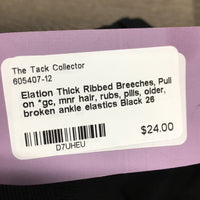 The Tack Collector
605407-12
Elation Thick Ribbed Breeches, Pull
on *gc, mnr hair, rubs, pills, older,
broken ankle elastics Black 26
$24.00
D7UHEU